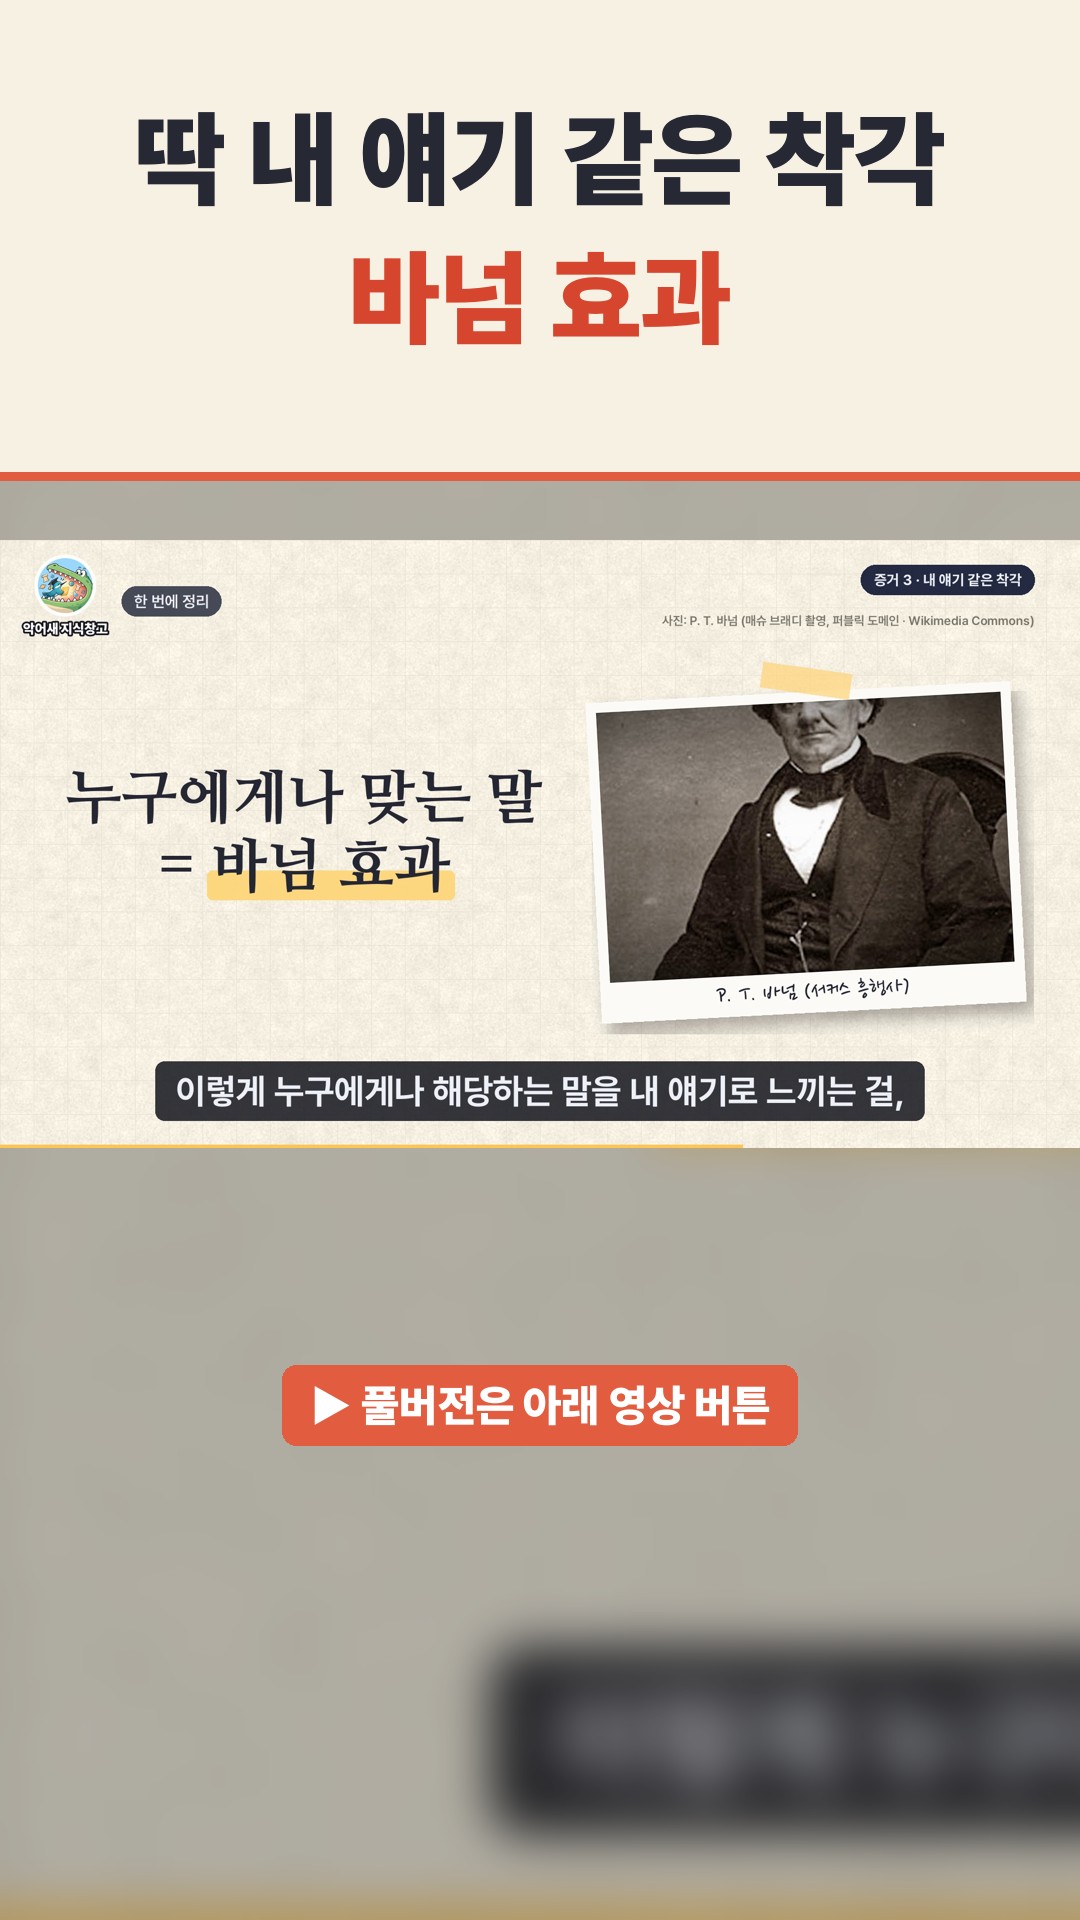 딱 내 얘기 같은 착각
바넘 효과
악어새 지식창고
한 번에 정리
증거 3 · 내 얘기 같은 착각
사진: P. T. 바넘 (매슈 브래디 촬영, 퍼블릭 도메인 · Wikimedia Commons)
누구에게나 맞는 말
= 바넘 효과
P. T. 바넘 (서커스 흥행사)
이렇게 누구에게나 해당하는 말을 내 얘기로 느끼는 걸,
▶ 풀버전은 아래 영상 버튼